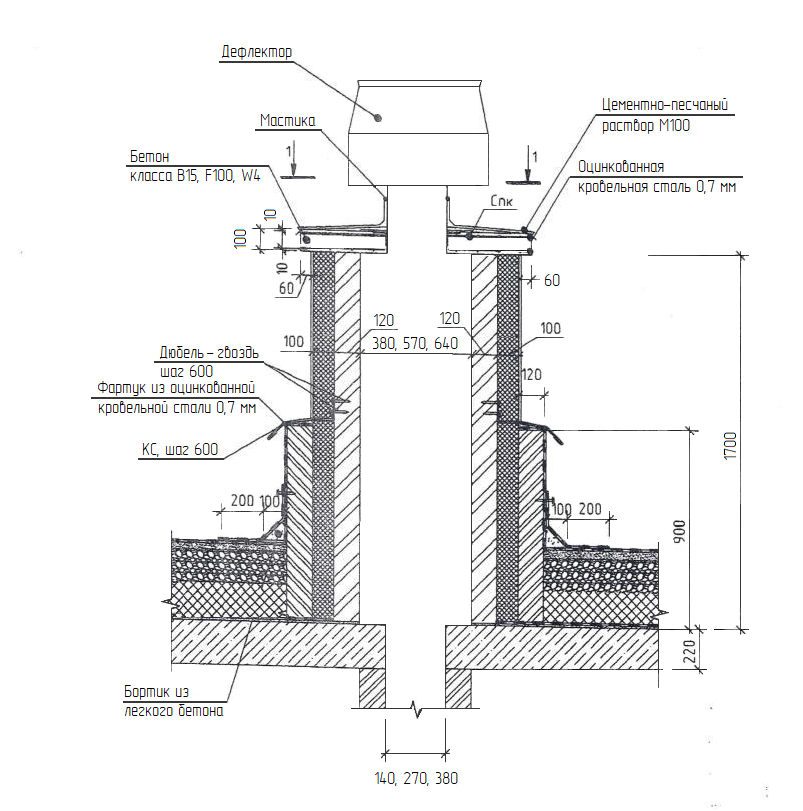 Дефлектор
Мастика
Цементно-песчаный
раствор М100
1
1
Бетон
класса В15, F100, W4
Оцинкованная
кровельная сталь 0,7 мм
Спк
10
100
10
60
60
120
120
100
380, 570, 640
100
Дюбель – гвоздь
шаг 600
120
Фартук из оцинкованной
кровельной стали 0,7 мм
КС, шаг 600
1700
200
100
100
200
900
220
Бортик из
легкого бетона
140, 270, 380